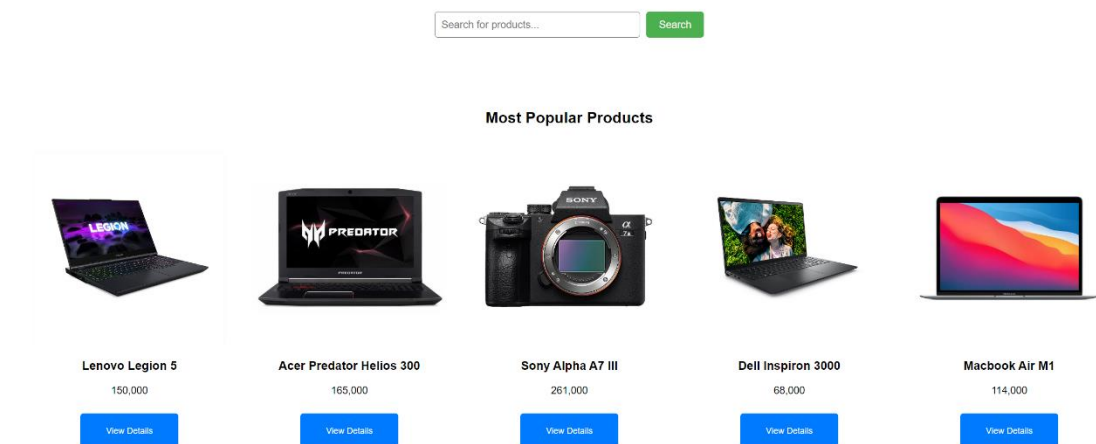 Search for products...
Search
Most Popular Products
LEGION
PREDATOR
PREDATOR
SONY
α
Lenovo Legion 5
Acer Predator Helios 300
Sony Alpha A7 III
Dell Inspiron 3000
Macbook Air M1
150,000
165,000
261,000
68,000
114,000
View Details
View Details
View Details
View Details
View Details